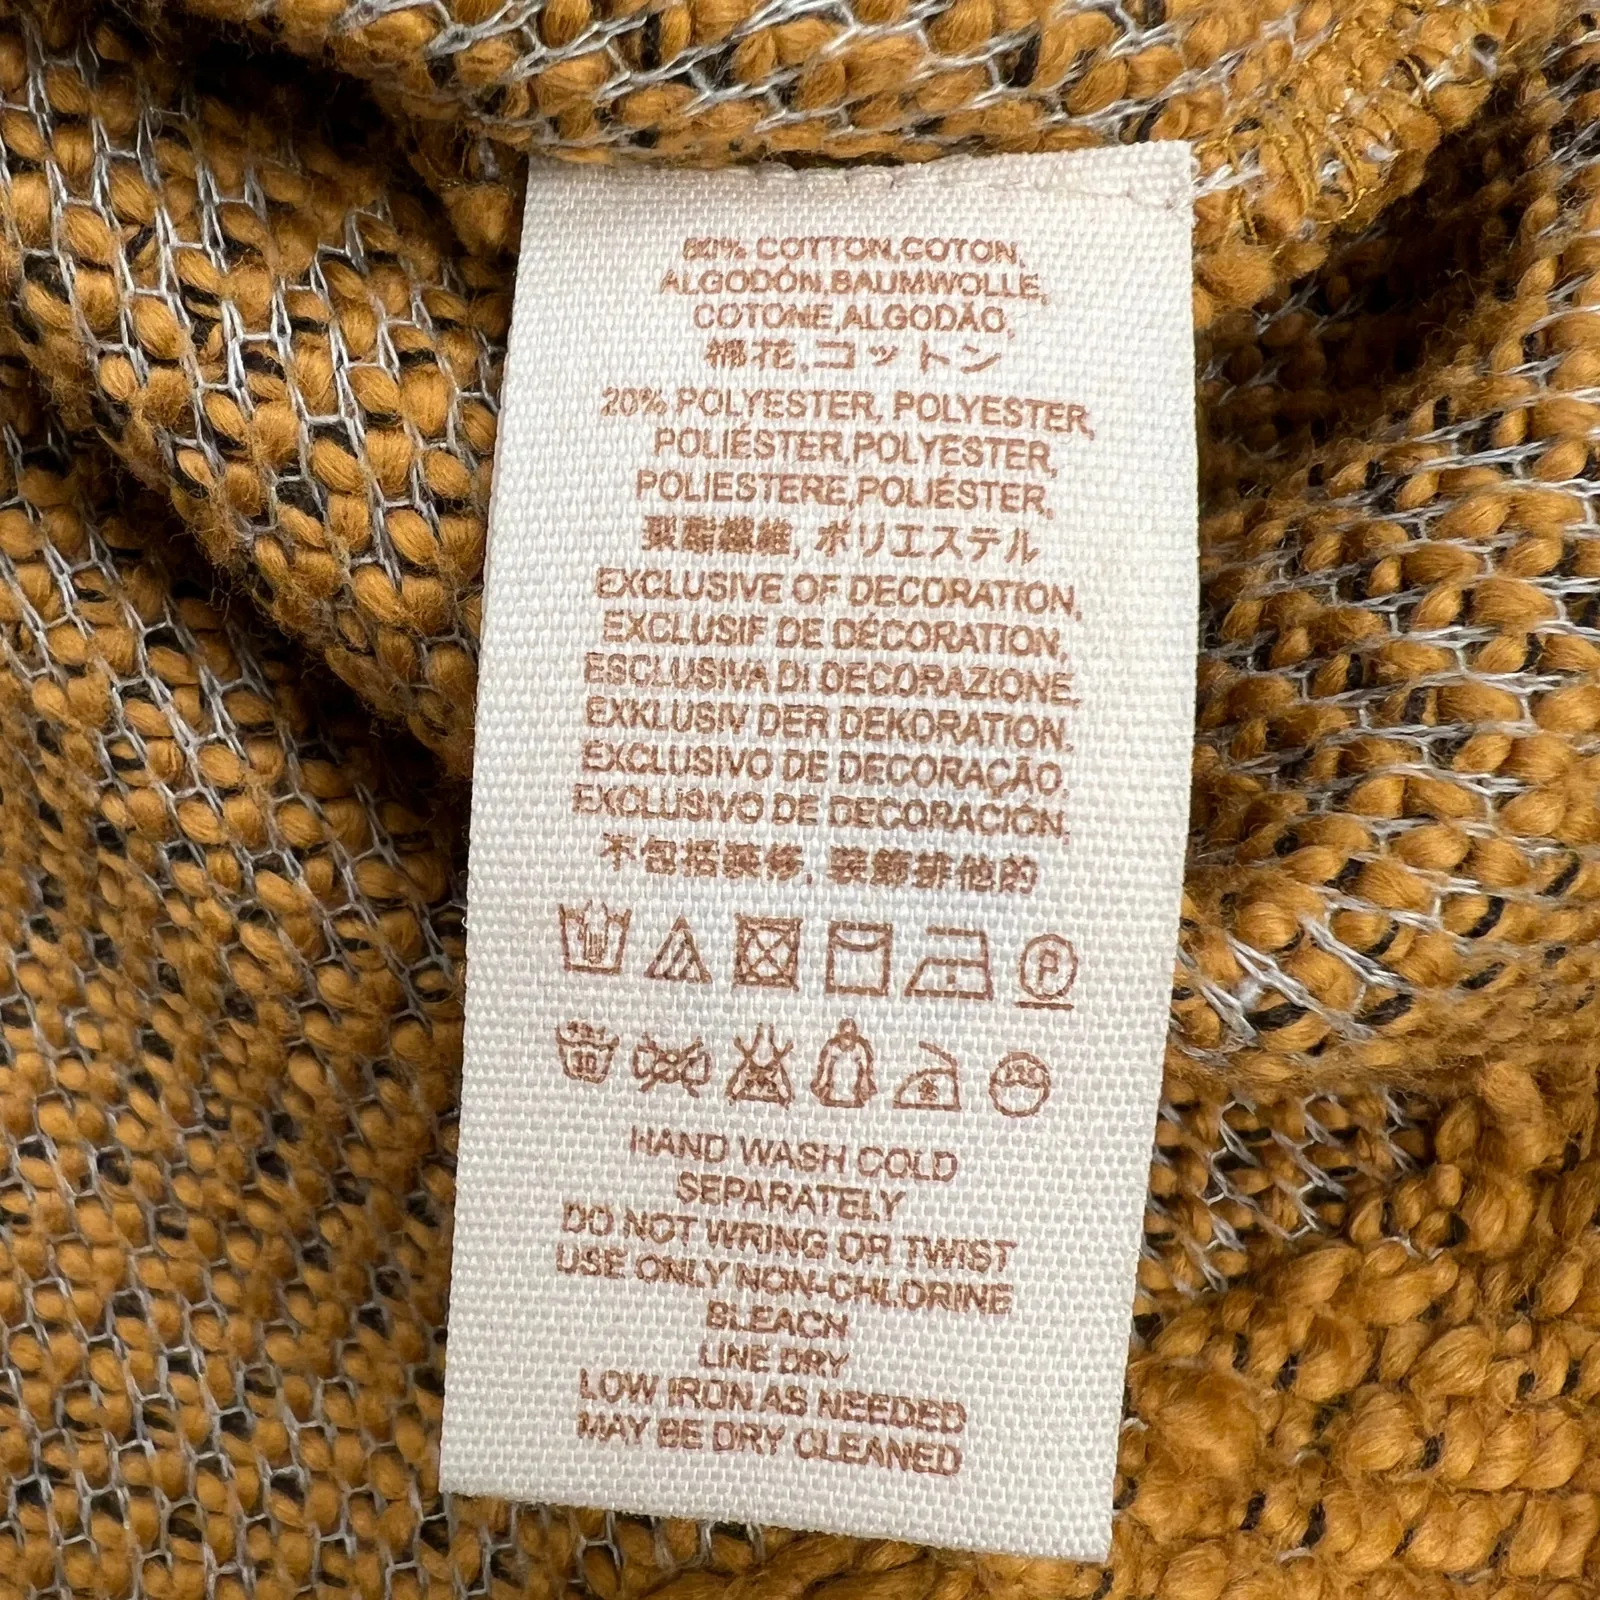 80% COTTON,COTON,
ALGODÓN,BAUMWOLLE,
COTONE,ALGODÃO,
棉花,コットン
20% POLYESTER, POLYESTER,
POLIÉSTER,POLYESTER,
POLIESTERE,POLIÉSTER,
聚酯纖維, ポリエステル
EXCLUSIVE OF DECORATION,
EXCLUSIF DE DÉCORATION,
ESCLUSIVA DI DECORAZIONE,
EXKLUSIV DER DEKORATION,
EXCLUSIVO DE DECORAÇÃO,
EXCLUSIVO DE DECORACIÓN,
不包括裝修, 装飾排他的
P
30
HAND WASH COLD
SEPARATELY
DO NOT WRING OR TWIST
USE ONLY NON-CHLORINE
BLEACH
LINE DRY
LOW IRON AS NEEDED
MAY BE DRY CLEANED